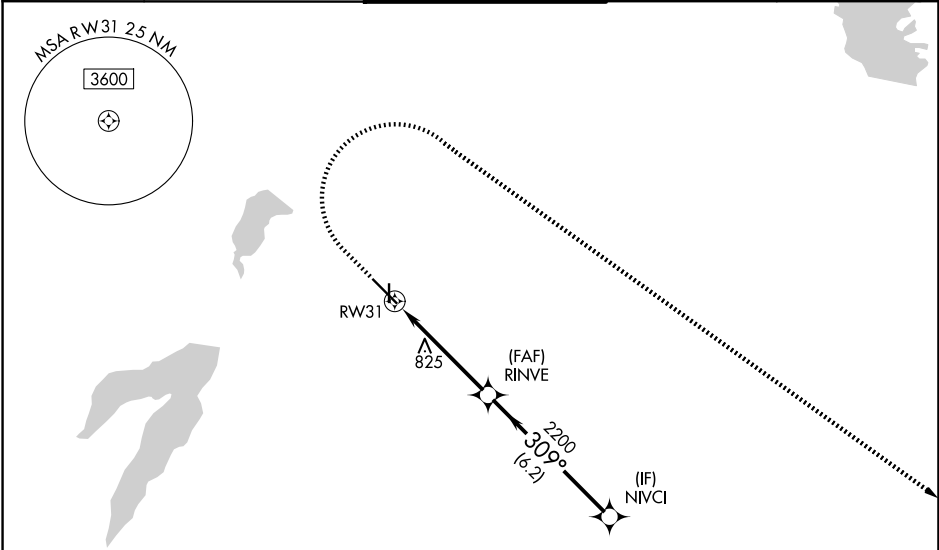 MSA RW31 25 NM
3600
RW31
825
(FAF)
RINVE
2200
309°
(6.2)
(IF)
NIVCI